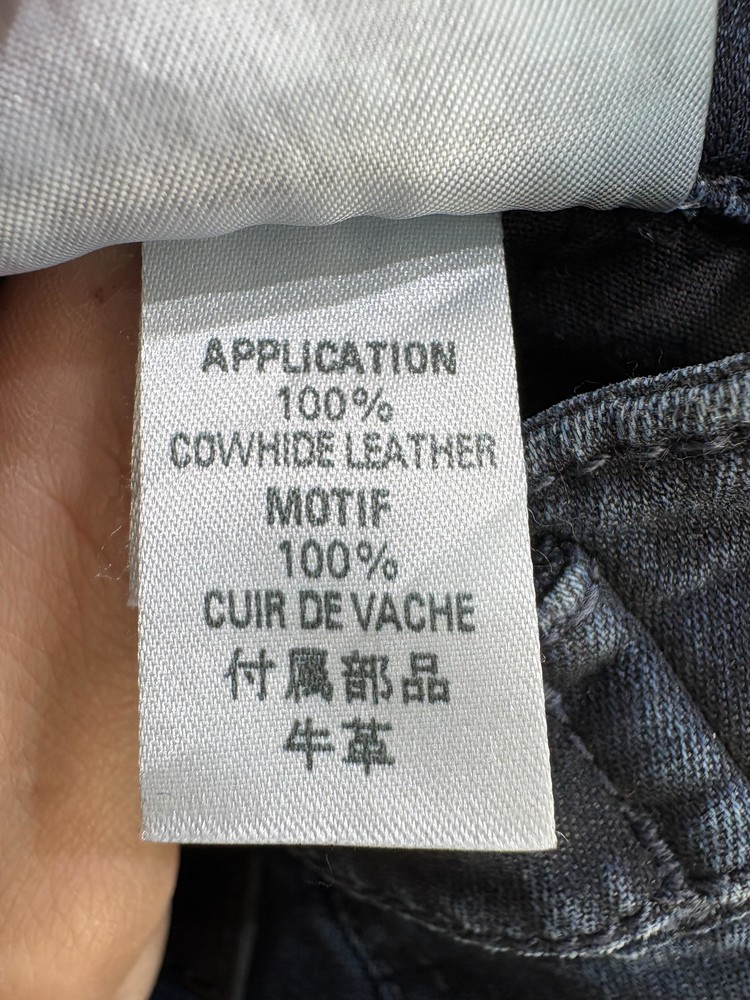 APPLICATION
100%
COWHIDE LEATHER
MOTIF
100%
CUIR DE VACHE
付属部品
牛革